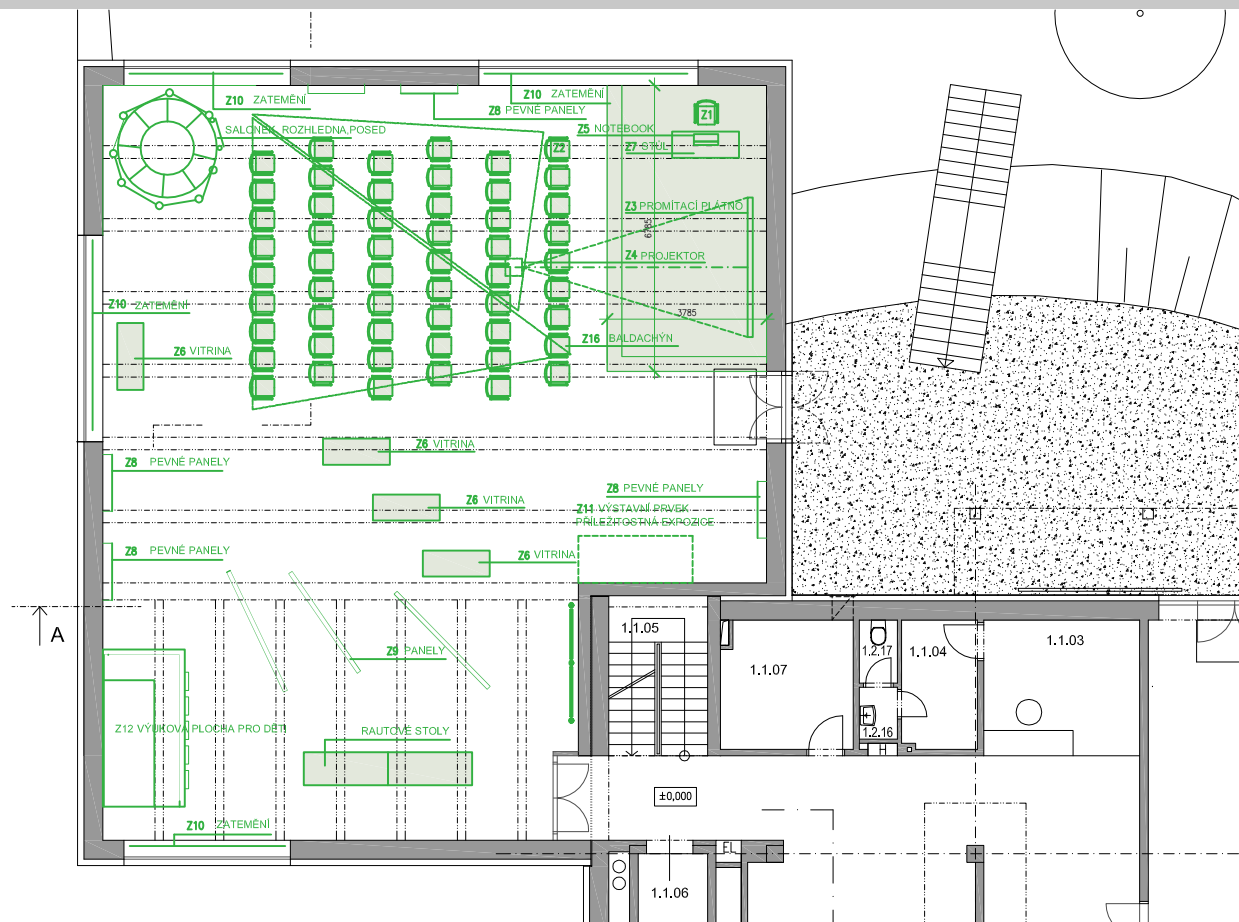 Z10 ZATEMĚNÍ
Z10 ZATEMĚNÍ
Z8 PEVNÉ PANELY
Z1
SALONEK, ROZHLEDNA,POSED
Z5 NOTEBOOK
Z2
Z7 STŮL
Z3 PROMÍTACÍ PLÁTNO
6785
Z4 PROJEKTOR
Z10 ZATEMĚNÍ
3785
Z16 BALDACHÝN
Z6 VITRINA
Z6 VITRINA
Z8 PEVNÉ PANELY
Z8 PEVNÉ PANELY
Z6 VITRINA
Z11 VÝSTAVNÍ PRVEK
PŘÍLEŽITOSTNÁ EXPOZICE
Z8 PEVNÉ PANELY
Z6 VITRINA
A
1.1.05
1.1.07
1.2.17
1.1.04
1.1.03
Z9 PANELY
Z12 VÝUKOVÁ PLOCHA PRO DĚTI
RAUTOVÉ STOLY
1.2.16
±0,000
Z10 ZATEMĚNÍ
EL
1.1.06